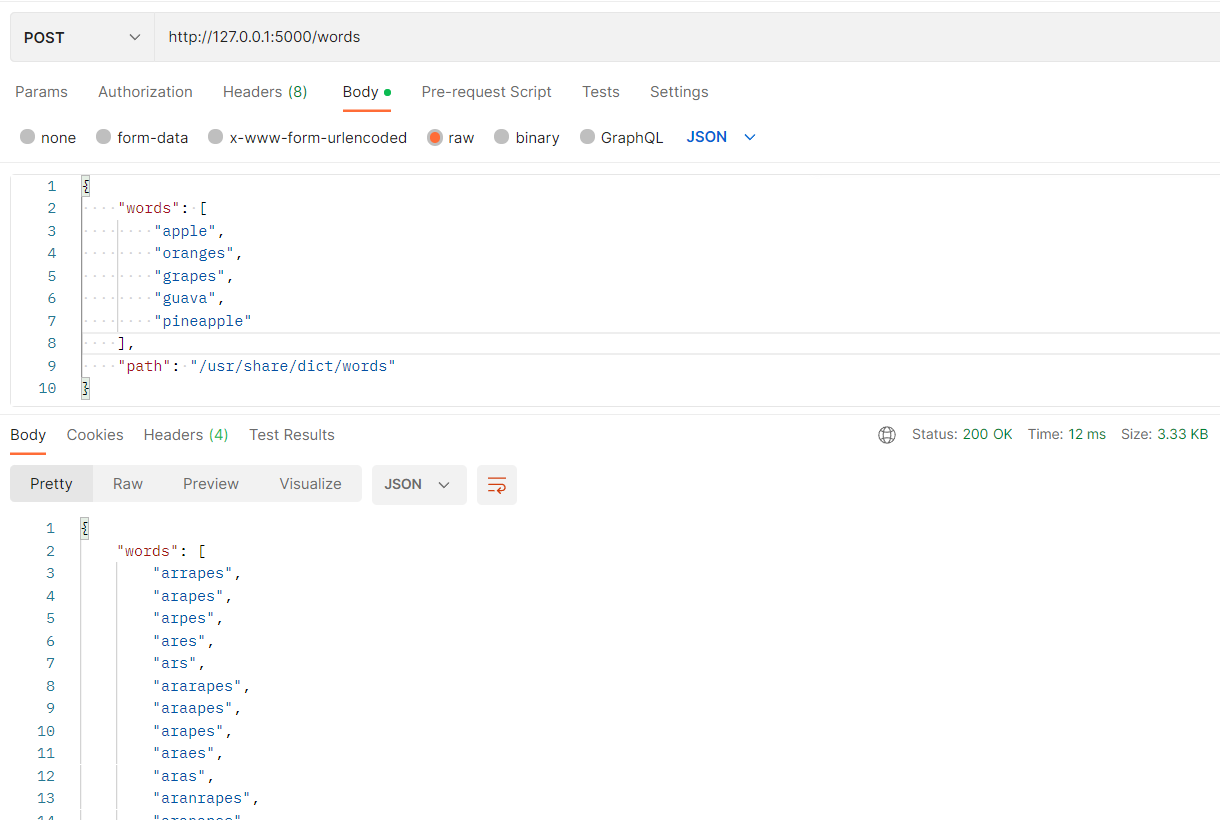 POST http://127.0.0.1:5000/words
Params Authorization Headers (8) Body Pre-request Script Tests Settings
none form-data x-www-form-urlencoded raw binary GraphQL JSON
1 {
2 "words": [
3 "apple",
4 "oranges",
5 "grapes",
6 "guava",
7 "pineapple"
8 ],
9 "path": "/usr/share/dict/words"
10 }
Body Cookies Headers (4) Test Results Status: 200 OK Time: 12 ms Size: 3.33 KB
Pretty Raw Preview Visualize JSON
1 {
2 "words": [
3 "arrapes",
4 "arapes",
5 "arpes",
6 "ares",
7 "ars",
8 "ararapes",
9 "araapes",
10 "arapes",
11 "araes",
12 "aras",
13 "aranrapes",
14